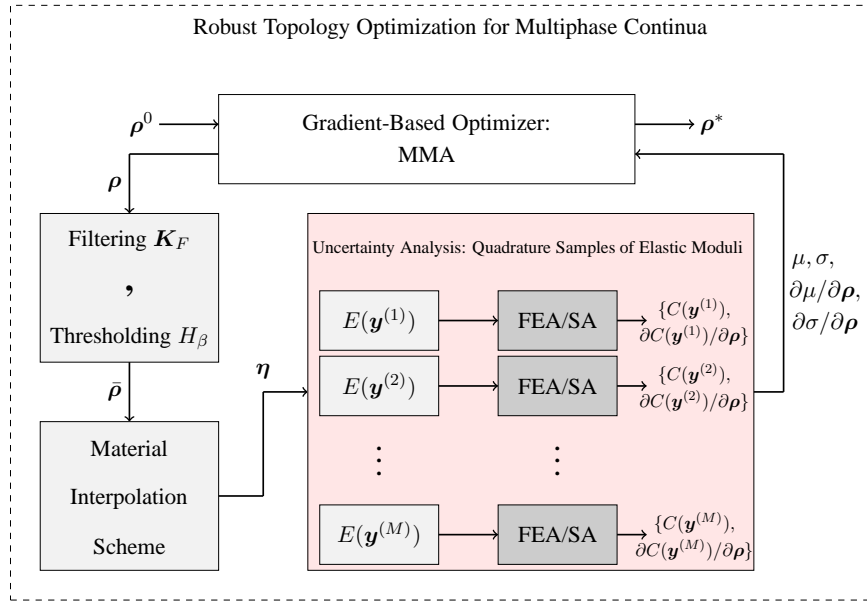 Robust Topology Optimization for Multiphase Continua
ρ⁰
Gradient-Based Optimizer:
MMA
ρ*
ρ
Filtering K_F
,
Thresholding H_β
ρ̄
Material
Interpolation
Scheme
η
Uncertainty Analysis: Quadrature Samples of Elastic Moduli
E(y⁽¹⁾)
FEA/SA
{C(y⁽¹⁾),
∂C(y⁽¹⁾)/∂ρ}
E(y⁽²⁾)
FEA/SA
{C(y⁽²⁾),
∂C(y⁽²⁾)/∂ρ}
⋮ ⋮
E(y⁽ᴹ⁾)
FEA/SA
{C(y⁽ᴹ⁾),
∂C(y⁽ᴹ⁾)/∂ρ}
μ, σ,
∂μ/∂ρ,
∂σ/∂ρ